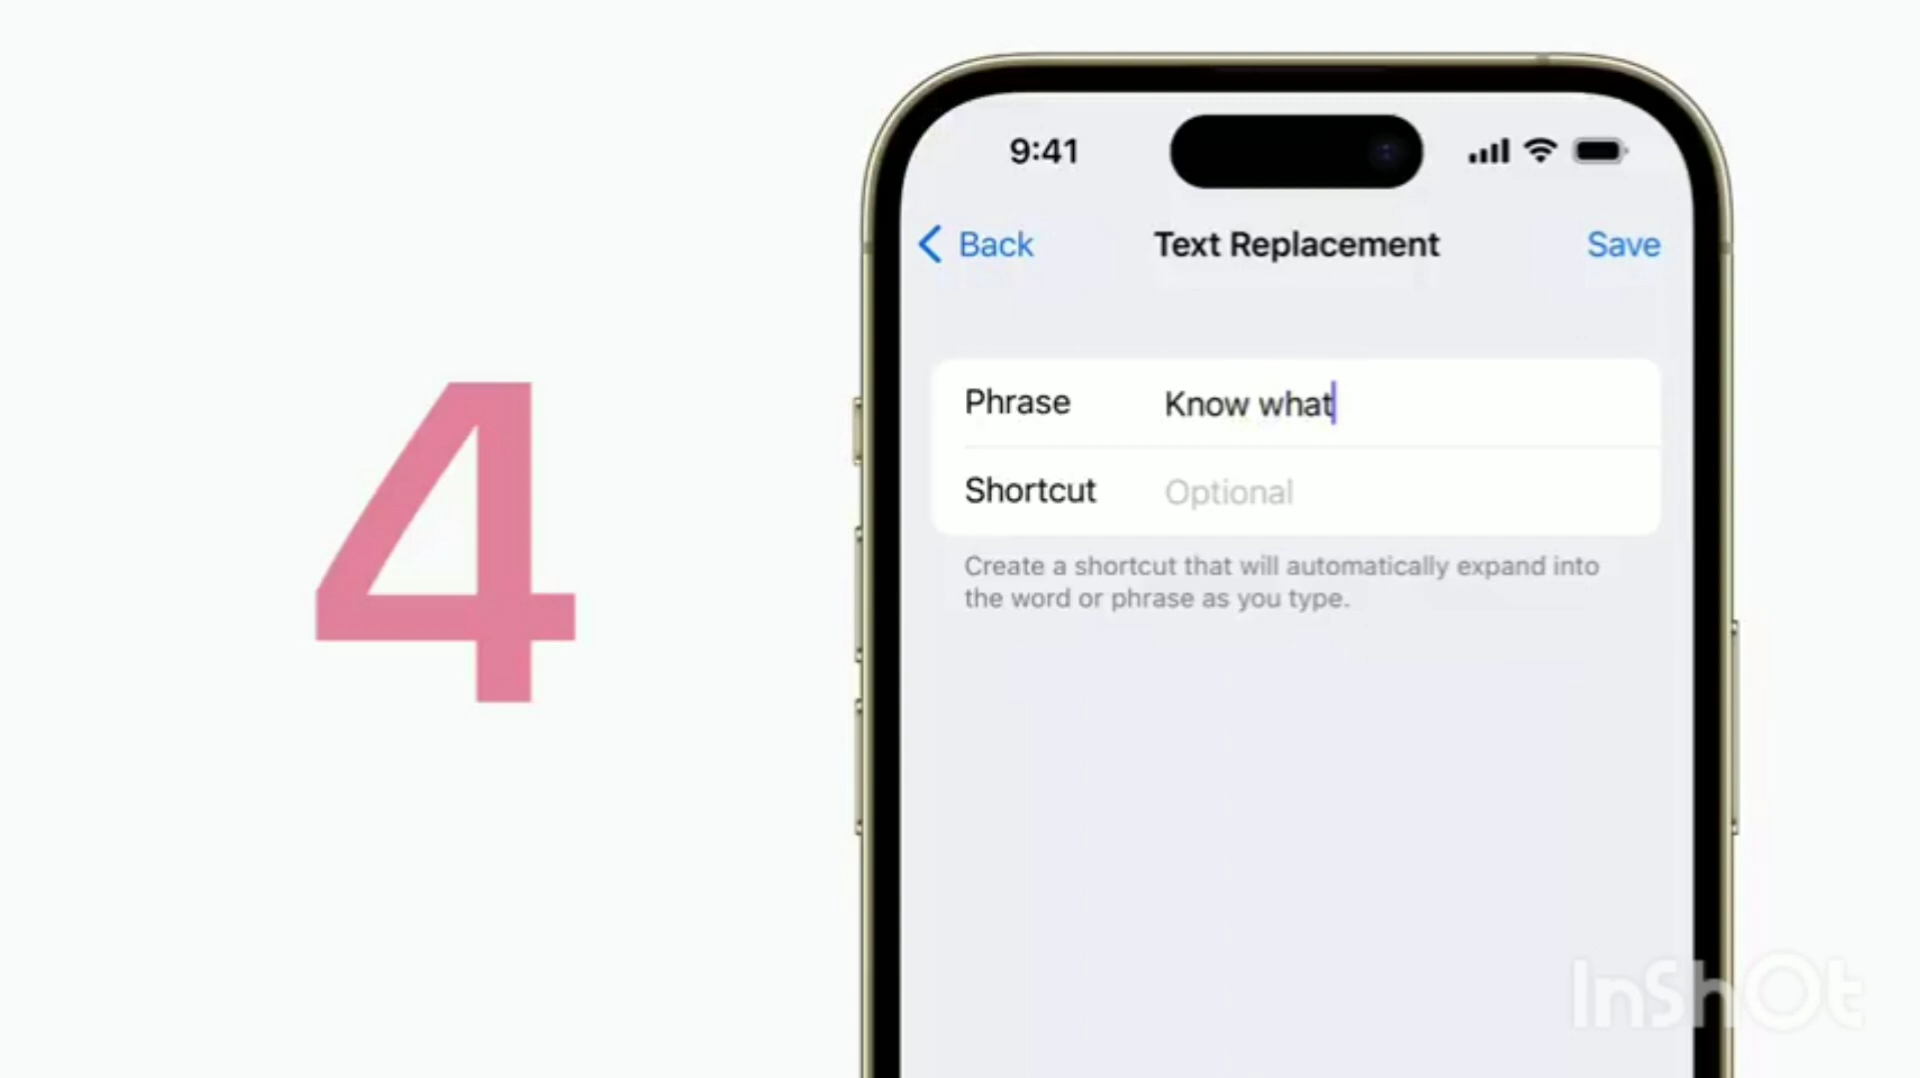 4
9:41
Back Text Replacement Save
Phrase Know what
Shortcut Optional
Create a shortcut that will automatically expand into
the word or phrase as you type.
InShOt